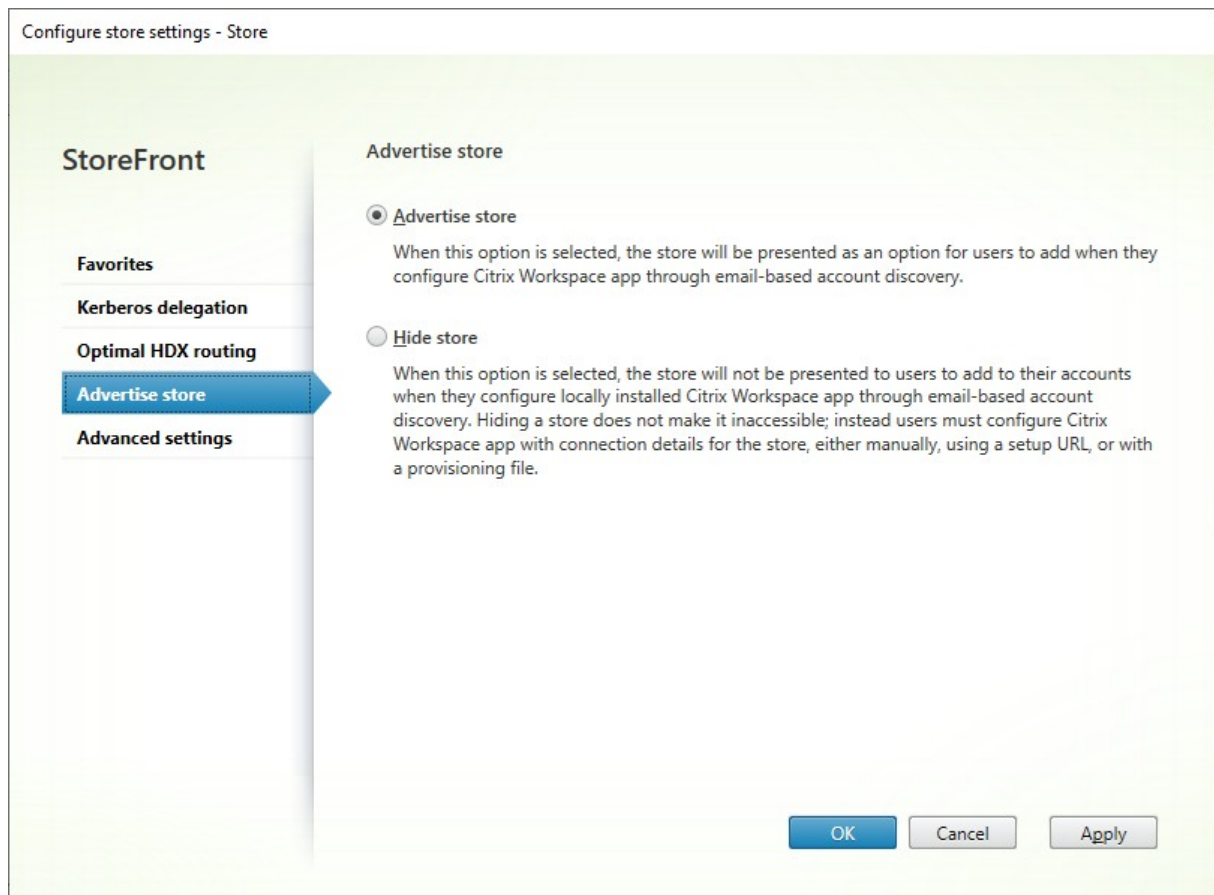 Configure store settings - Store
StoreFront
Favorites
Kerberos delegation
Optimal HDX routing
Advertise store
Advanced settings
Advertise store
Advertise store
When this option is selected, the store will be presented as an option for users to add when they
configure Citrix Workspace app through email-based account discovery.
Hide store
When this option is selected, the store will not be presented to users to add to their accounts
when they configure locally installed Citrix Workspace app through email-based account
discovery. Hiding a store does not make it inaccessible; instead users must configure Citrix
Workspace app with connection details for the store, either manually, using a setup URL, or with
a provisioning file.
OK
Cancel
Apply